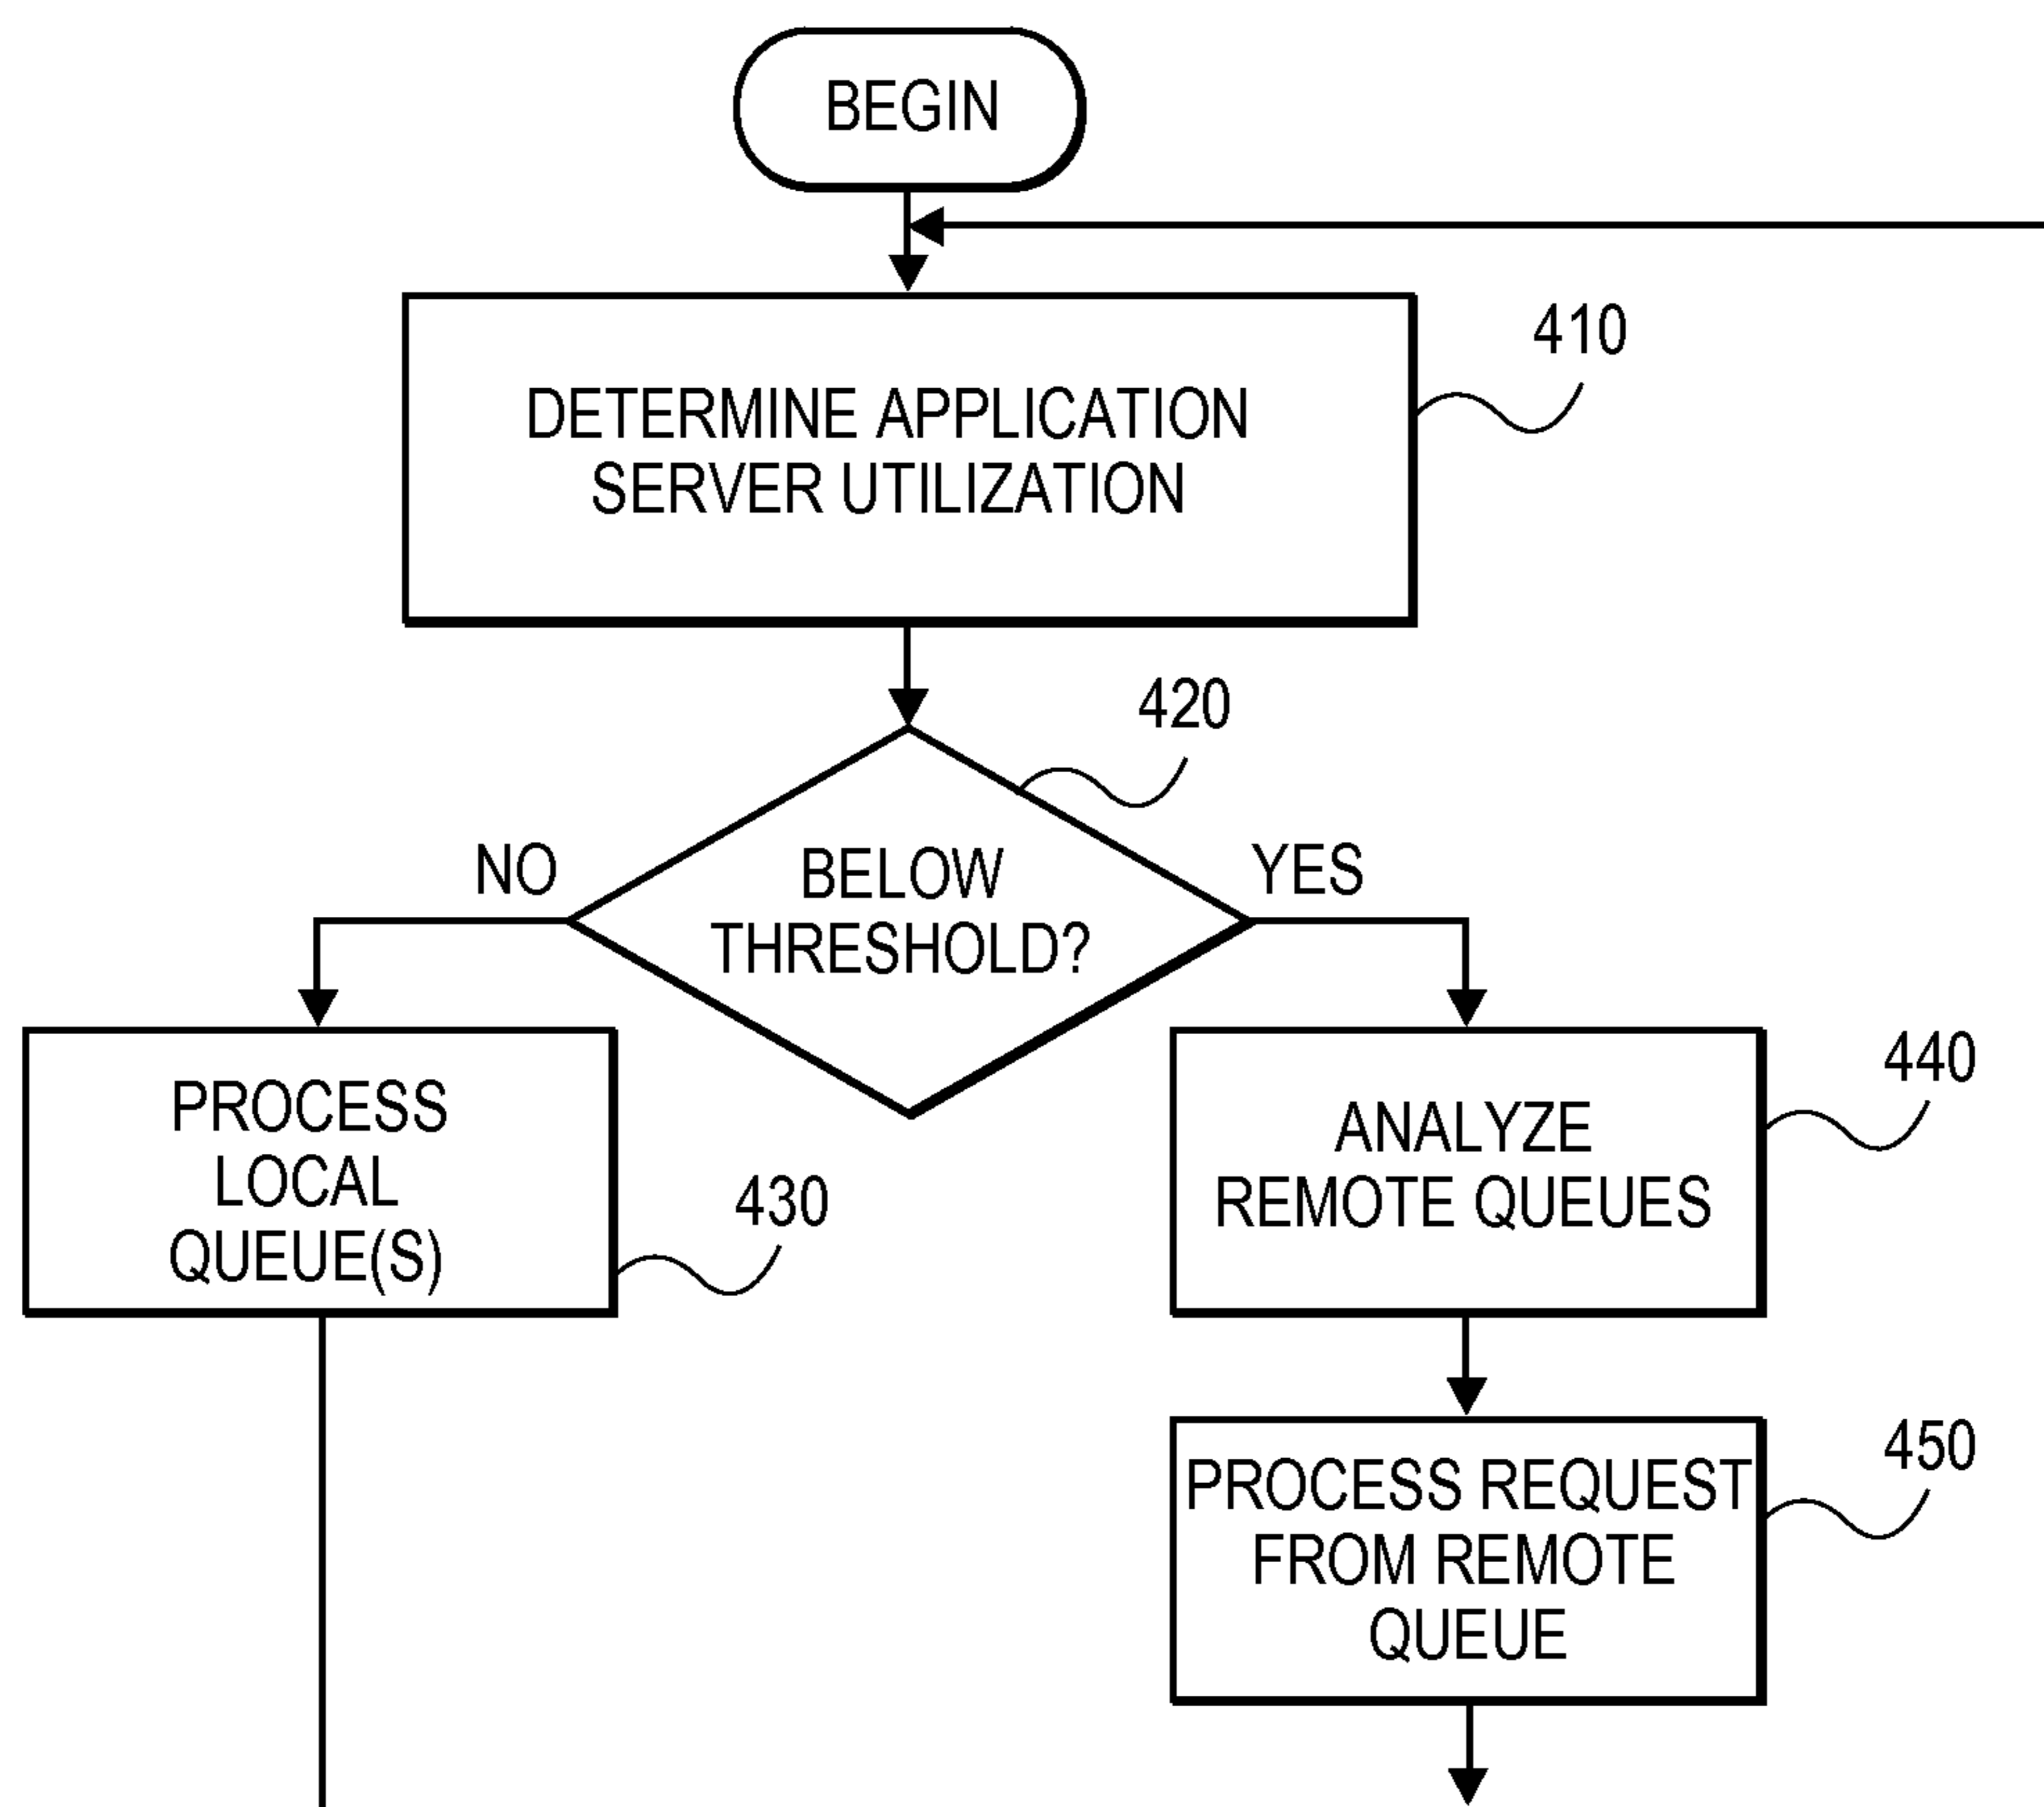 BEGIN
410
DETERMINE APPLICATION
SERVER UTILIZATION
420
NO
YES
BELOW
THRESHOLD?
PROCESS
LOCAL
QUEUE(S)
430
440
ANALYZE
REMOTE QUEUES
450
PROCESS REQUEST
FROM REMOTE
QUEUE